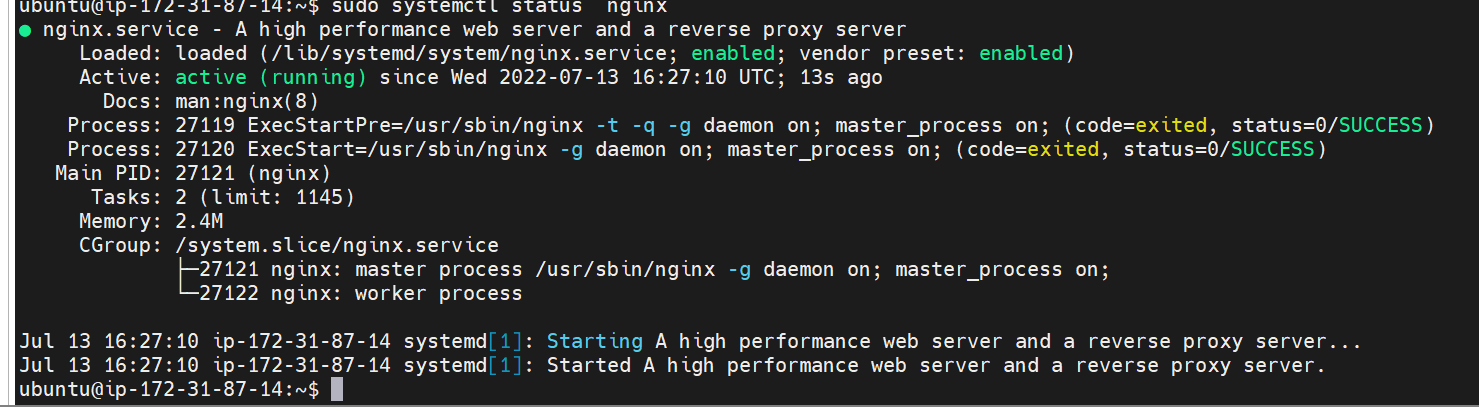 ubuntu@ip-172-31-87-14:~$ sudo systemctl status  nginx
● nginx.service - A high performance web server and a reverse proxy server
     Loaded: loaded (/lib/systemd/system/nginx.service; enabled; vendor preset: enabled)
     Active: active (running) since Wed 2022-07-13 16:27:10 UTC; 13s ago
       Docs: man:nginx(8)
    Process: 27119 ExecStartPre=/usr/sbin/nginx -t -q -g daemon on; master_process on; (code=exited, status=0/SUCCESS)
    Process: 27120 ExecStart=/usr/sbin/nginx -g daemon on; master_process on; (code=exited, status=0/SUCCESS)
   Main PID: 27121 (nginx)
      Tasks: 2 (limit: 1145)
     Memory: 2.4M
     CGroup: /system.slice/nginx.service
             ├─27121 nginx: master process /usr/sbin/nginx -g daemon on; master_process on;
             └─27122 nginx: worker process

Jul 13 16:27:10 ip-172-31-87-14 systemd[1]: Starting A high performance web server and a reverse proxy server...
Jul 13 16:27:10 ip-172-31-87-14 systemd[1]: Started A high performance web server and a reverse proxy server.
ubuntu@ip-172-31-87-14:~$